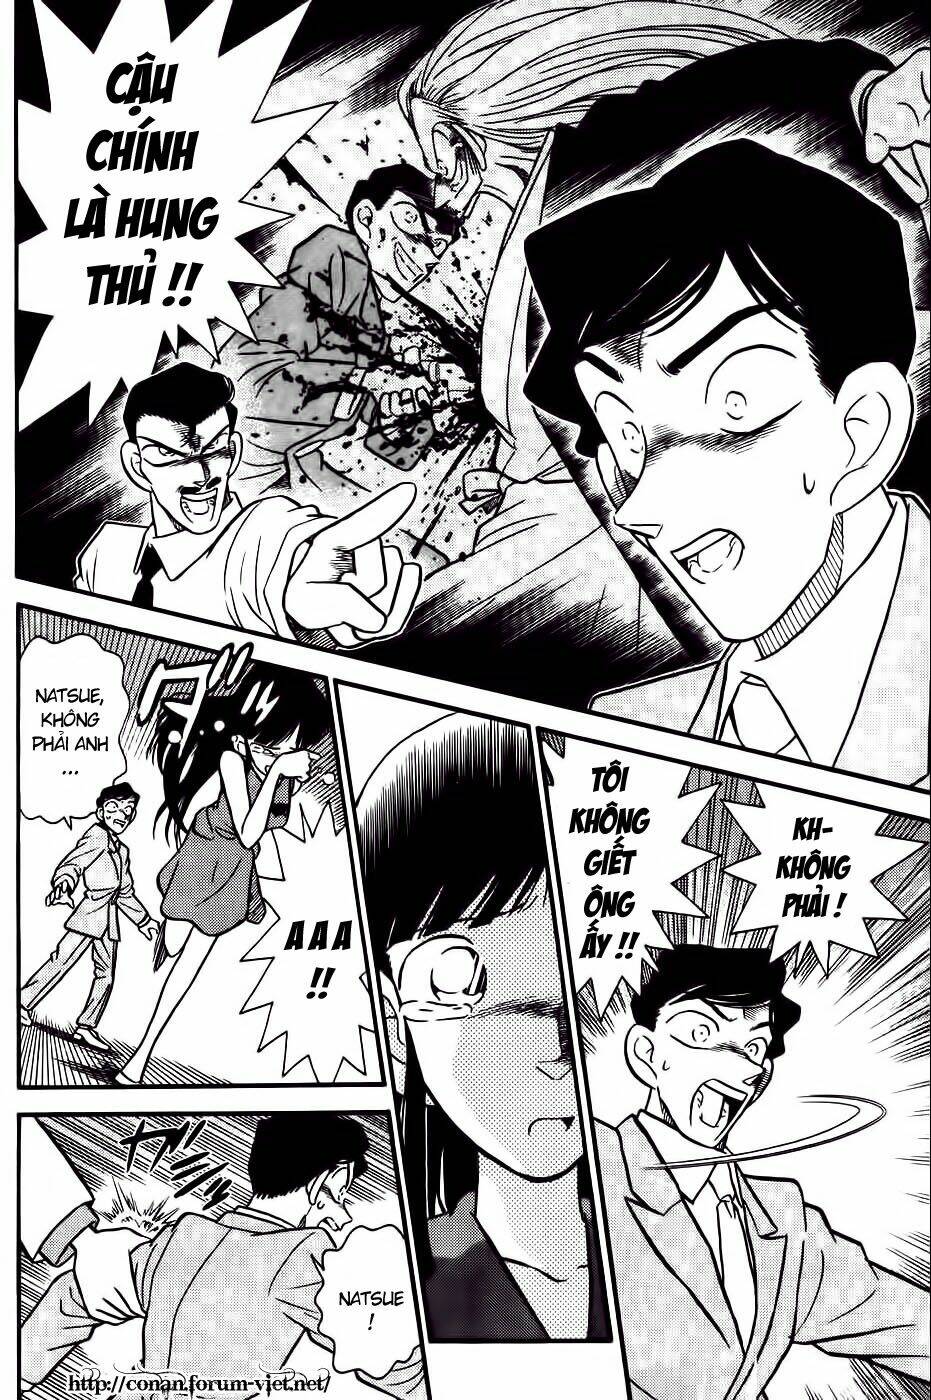 CẬU
CHÍNH
LÀ HUNG
THỦ !!
KH-
KHÔNG
PHẢI !
TÔI
KHÔNG
GIẾT
ÔNG
ẤY !!
A A A
!!
NATSUE,
KHÔNG
PHẢI ANH
...
NATSUE
!
http://conan.forum-viet.net/